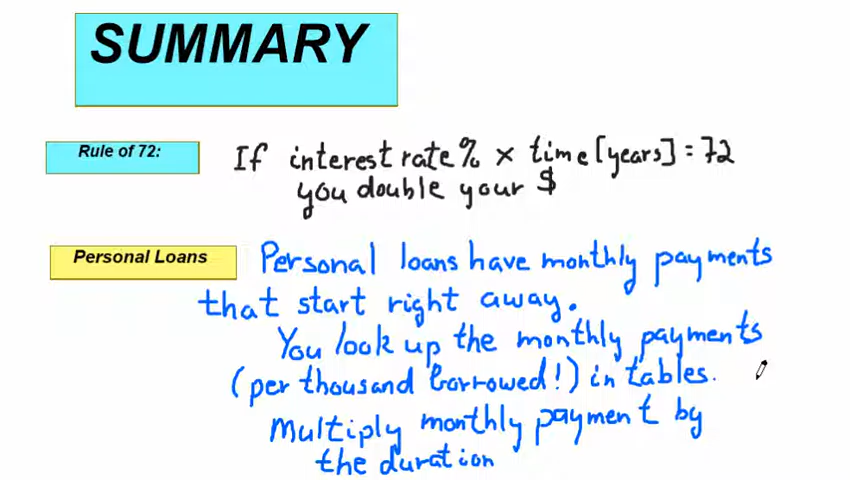 SUMMARY
Rule of 72:
If interest rate % × time [years] = 72
you double your $
Personal Loans
Personal loans have monthly payments
that start right away.
You look up the monthly payments
(per thousand borrowed!) in tables.
Multiply monthly payment by
the duration